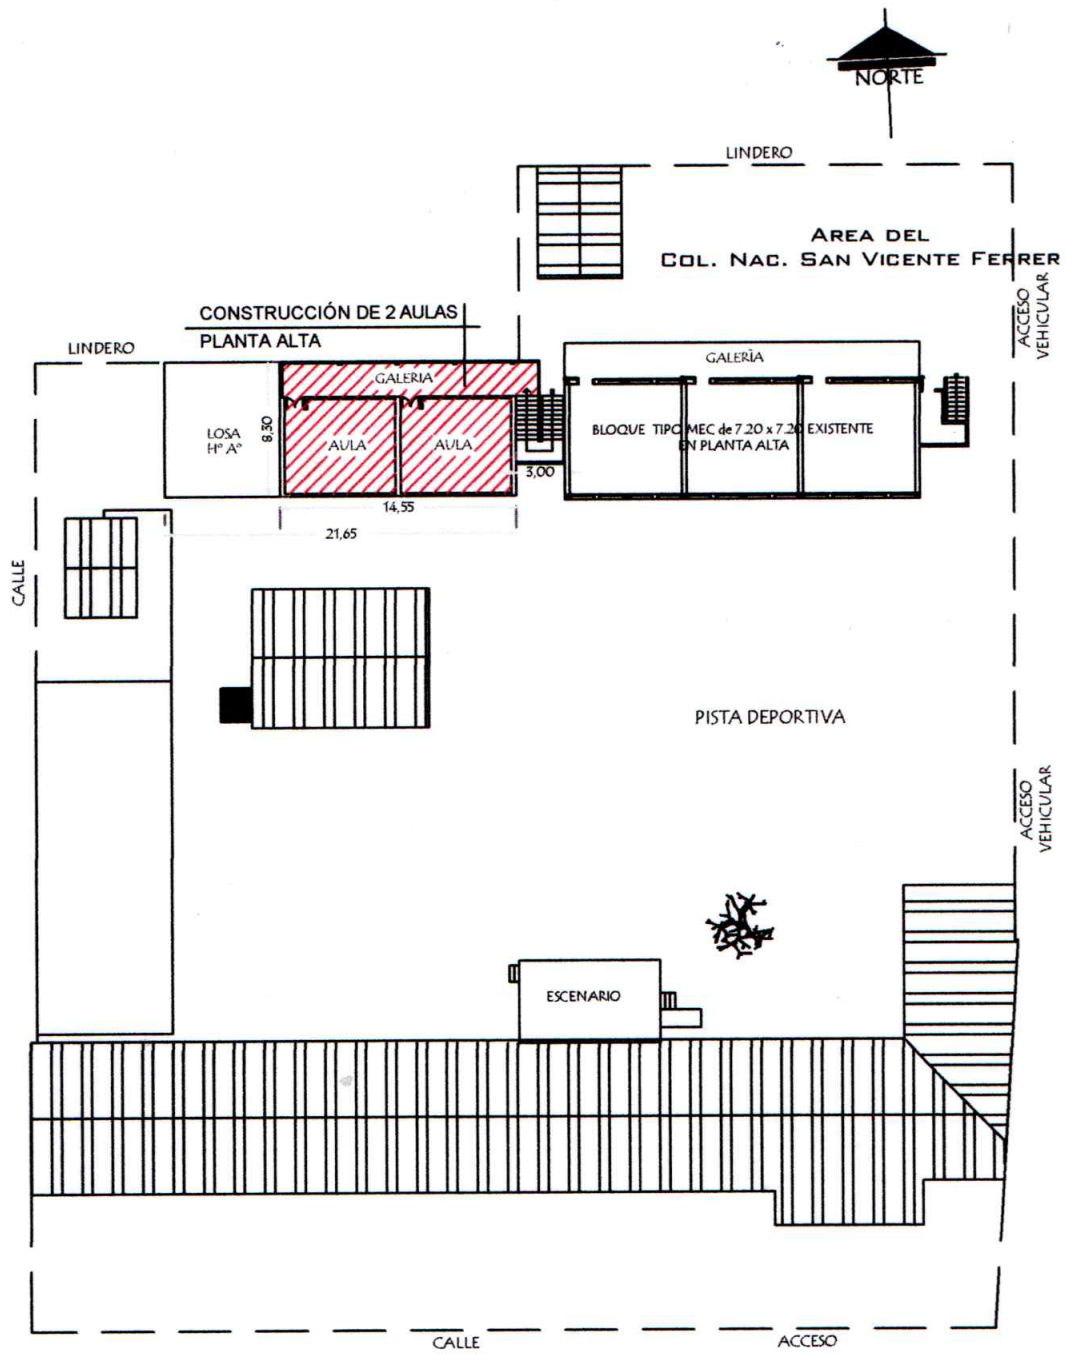 NORTE
LINDERO
AREA DEL
COL. NAC. SAN VICENTE FERRER
ACCESO
VEHICULAR
CONSTRUCCIÓN DE 2 AULAS
PLANTA ALTA
LINDERO
GALERIA
GALERÌA
LOSA
Hº Aº
8,30
AULA
AULA
BLOQUE TIPO MEC de 7.20 x 7.20 EXISTENTE
EN PLANTA ALTA
3,00
14,55
21,65
CALLE
PISTA DEPORTIVA
ACCESO
VEHICULAR
ESCENARIO
CALLE
ACCESO